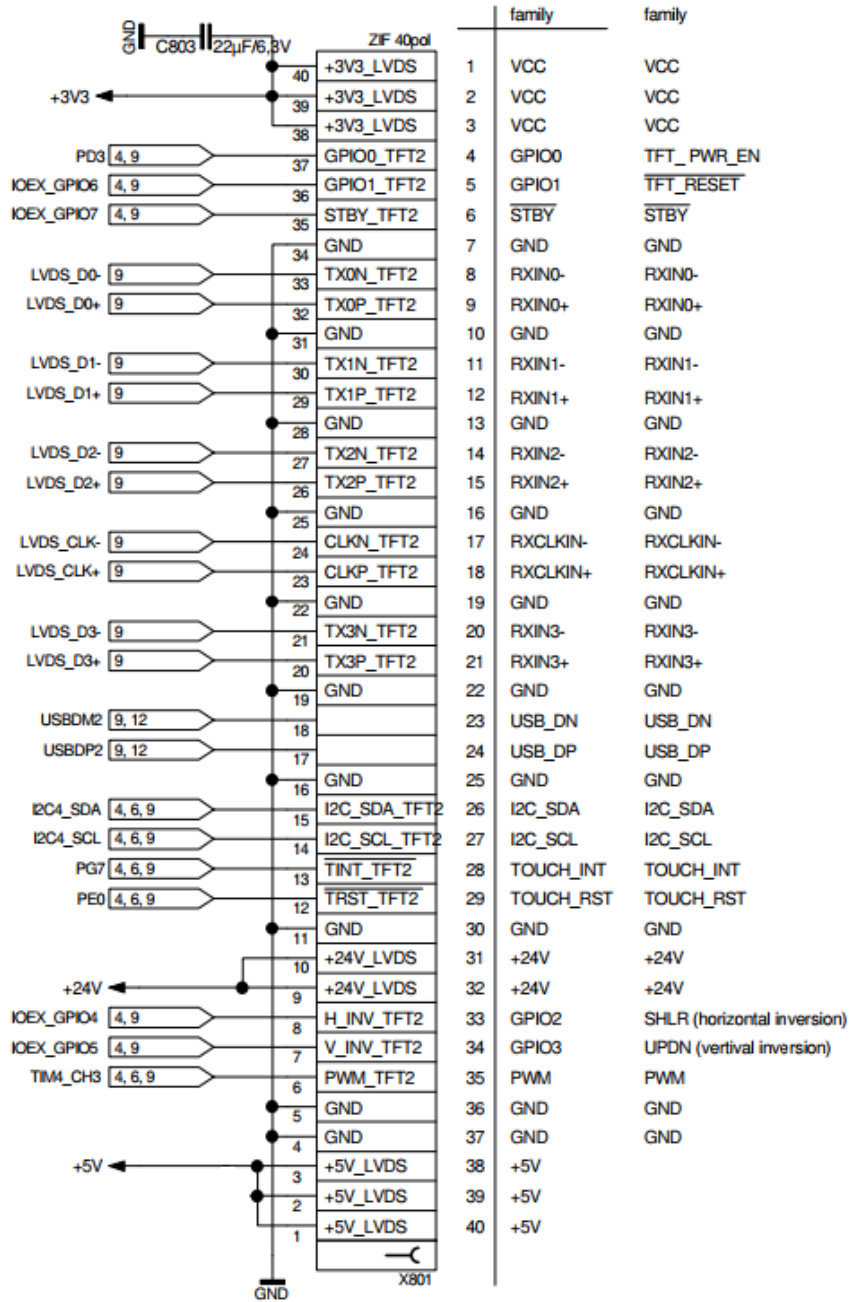 family family
GND C803 22µF/6,3V ZIF 40pol
40 +3V3_LVDS 1 VCC VCC
+3V3 39 +3V3_LVDS 2 VCC VCC
38 +3V3_LVDS 3 VCC VCC
PD3 4, 9 37 GPIO0_TFT2 4 GPIO0 TFT_ PWR_EN
IOEX_GPIO6 4, 9 36 GPIO1_TFT2 5 GPIO1 TFT_RESET
IOEX_GPIO7 4, 9 35 STBY_TFT2 6 STBY STBY
34 GND 7 GND GND
LVDS_D0- 9 33 TX0N_TFT2 8 RXIN0- RXIN0-
LVDS_D0+ 9 32 TX0P_TFT2 9 RXIN0+ RXIN0+
31 GND 10 GND GND
LVDS_D1- 9 30 TX1N_TFT2 11 RXIN1- RXIN1-
LVDS_D1+ 9 29 TX1P_TFT2 12 RXIN1+ RXIN1+
28 GND 13 GND GND
LVDS_D2- 9 27 TX2N_TFT2 14 RXIN2- RXIN2-
LVDS_D2+ 9 26 TX2P_TFT2 15 RXIN2+ RXIN2+
25 GND 16 GND GND
LVDS_CLK- 9 24 CLKN_TFT2 17 RXCLKIN- RXCLKIN-
LVDS_CLK+ 9 23 CLKP_TFT2 18 RXCLKIN+ RXCLKIN+
22 GND 19 GND GND
LVDS_D3- 9 21 TX3N_TFT2 20 RXIN3- RXIN3-
LVDS_D3+ 9 20 TX3P_TFT2 21 RXIN3+ RXIN3+
19 GND 22 GND GND
USBDM2 9, 12 18 23 USB_DN USB_DN
USBDP2 9, 12 17 24 USB_DP USB_DP
16 GND 25 GND GND
I2C4_SDA 4, 6, 9 15 I2C_SDA_TFT2 26 I2C_SDA I2C_SDA
I2C4_SCL 4, 6, 9 14 I2C_SCL_TFT2 27 I2C_SCL I2C_SCL
PG7 4, 6, 9 13 TINT_TFT2 28 TOUCH_INT TOUCH_INT
PE0 4, 6, 9 12 TRST_TFT2 29 TOUCH_RST TOUCH_RST
11 GND 30 GND GND
10 +24V_LVDS 31 +24V +24V
+24V 9 +24V_LVDS 32 +24V +24V
IOEX_GPIO4 4, 9 8 H_INV_TFT2 33 GPIO2 SHLR (horizontal inversion)
IOEX_GPIO5 4, 9 7 V_INV_TFT2 34 GPIO3 UPDN (vertival inversion)
TIM4_CH3 4, 6, 9 6 PWM_TFT2 35 PWM PWM
5 GND 36 GND GND
4 GND 37 GND GND
+5V 3 +5V_LVDS 38 +5V
2 +5V_LVDS 39 +5V
1 +5V_LVDS 40 +5V
X801
GND